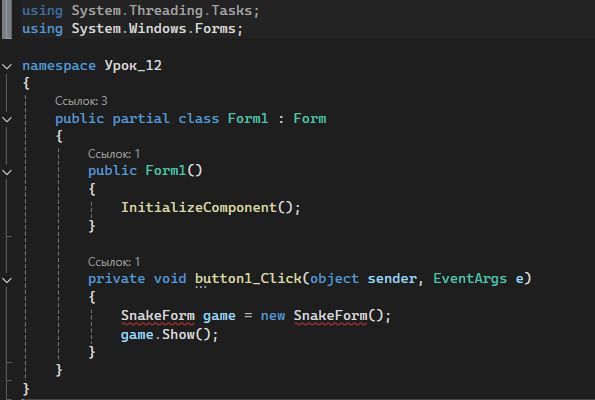 using System.Threading.Tasks;
using System.Windows.Forms;
namespace Урок_12
{
Ссылок: 3
public partial class Form1 : Form
{
Ссылок: 1
public Form1()
{
InitializeComponent();
}
Ссылок: 1
private void button1_Click(object sender, EventArgs e)
{
SnakeForm game = new SnakeForm();
game.Show();
}
}
}